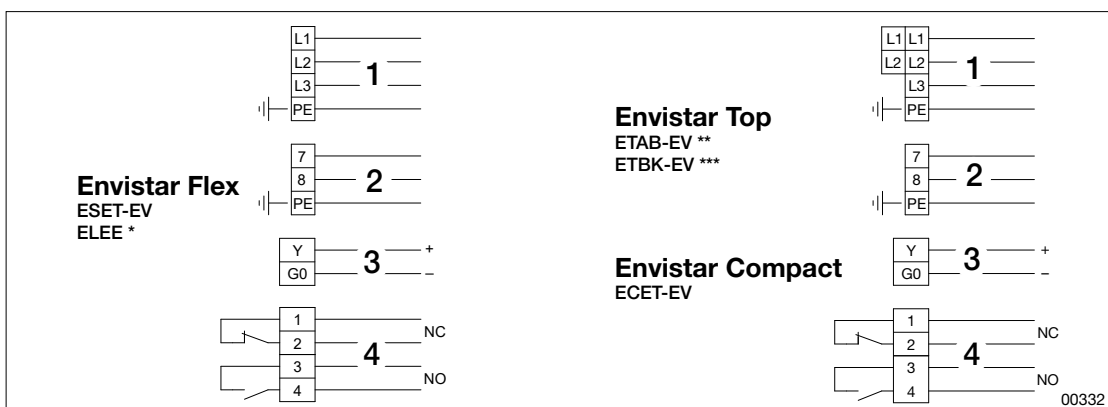 L1
L2
L3
PE
1
7
8
PE
2
Envistar Flex
ESET-EV
ELEE *
Y
G0
3
+
–
1
2
3
4
4
NC
NO
L1 L1
L2 L2
L3
PE
1
Envistar Top
ETAB-EV **
ETBK-EV ***
7
8
PE
2
Envistar Compact
ECET-EV
Y
G0
3
+
–
1
2
3
4
4
NC
NO
00332